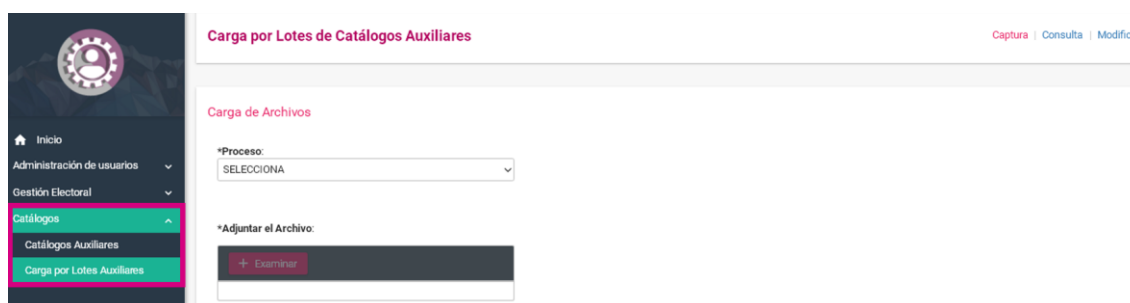 Carga por Lotes de Catálogos Auxiliares
Captura | Consulta | Modific
Inicio
Administración de usuarios
Gestión Electoral
Catálogos
Catálogos Auxiliares
Carga por Lotes Auxiliares
Carga de Archivos
*Proceso:
SELECCIONA
*Adjuntar el Archivo:
+ Examinar